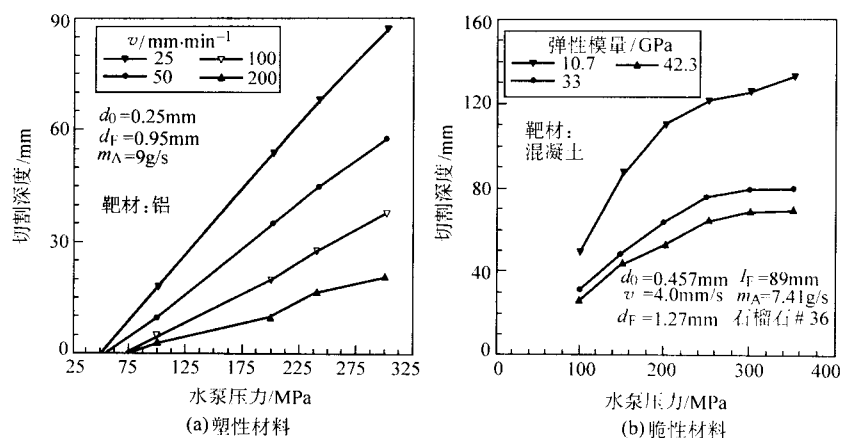 切割深度/mm
90
60
30
0
v/mm·min⁻¹
25
100
50
200
d₀=0.25mm
d_F=0.95mm
m_A=9g/s
靶材：铝
25 75 125 175 225 275 325
水泵压力/MPa
(a)塑性材料
切割深度/mm
160
120
80
40
0
弹性模量/GPa
10.7
42.3
33
靶材：
混凝土
d₀=0.457mm l_F=89mm
v=4.0mm/s m_A=7.41g/s
d_F=1.27mm 石榴石#36
0 100 200 300 400
水泵压力/MPa
(b)脆性材料